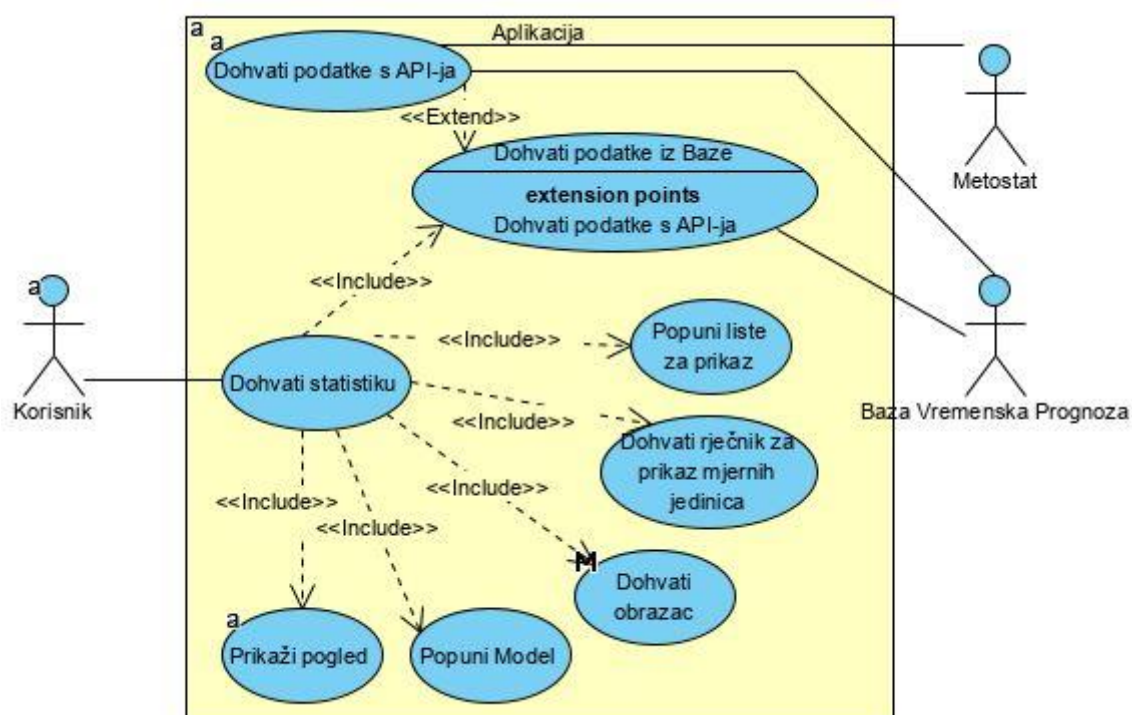 a
Aplikacija
a
Dohvati podatke s API-ja
<<Extend>>
Dohvati podatke iz Baze
extension points
Dohvati podatke s API-ja
Metostat
<<Include>>
a
Korisnik
Dohvati statistiku
<<Include>>
Popuni liste
za prikaz
Baza Vremenska Prognoza
<<Include>>
Dohvati rječnik za
prikaz mjernih
jedinica
<<Include>>
<<Include>>
<<Include>>
M
Dohvati
obrazac
a
Prikaži pogled
Popuni Model